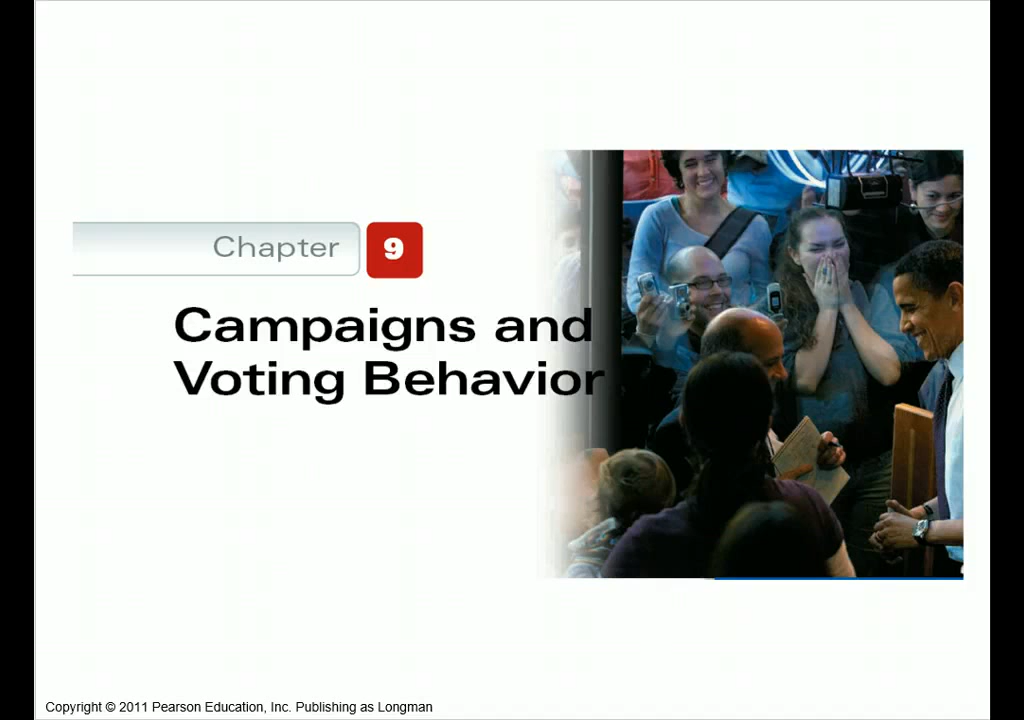 Chapter 9
Campaigns and
Voting Behavior
Copyright © 2011 Pearson Education, Inc. Publishing as Longman